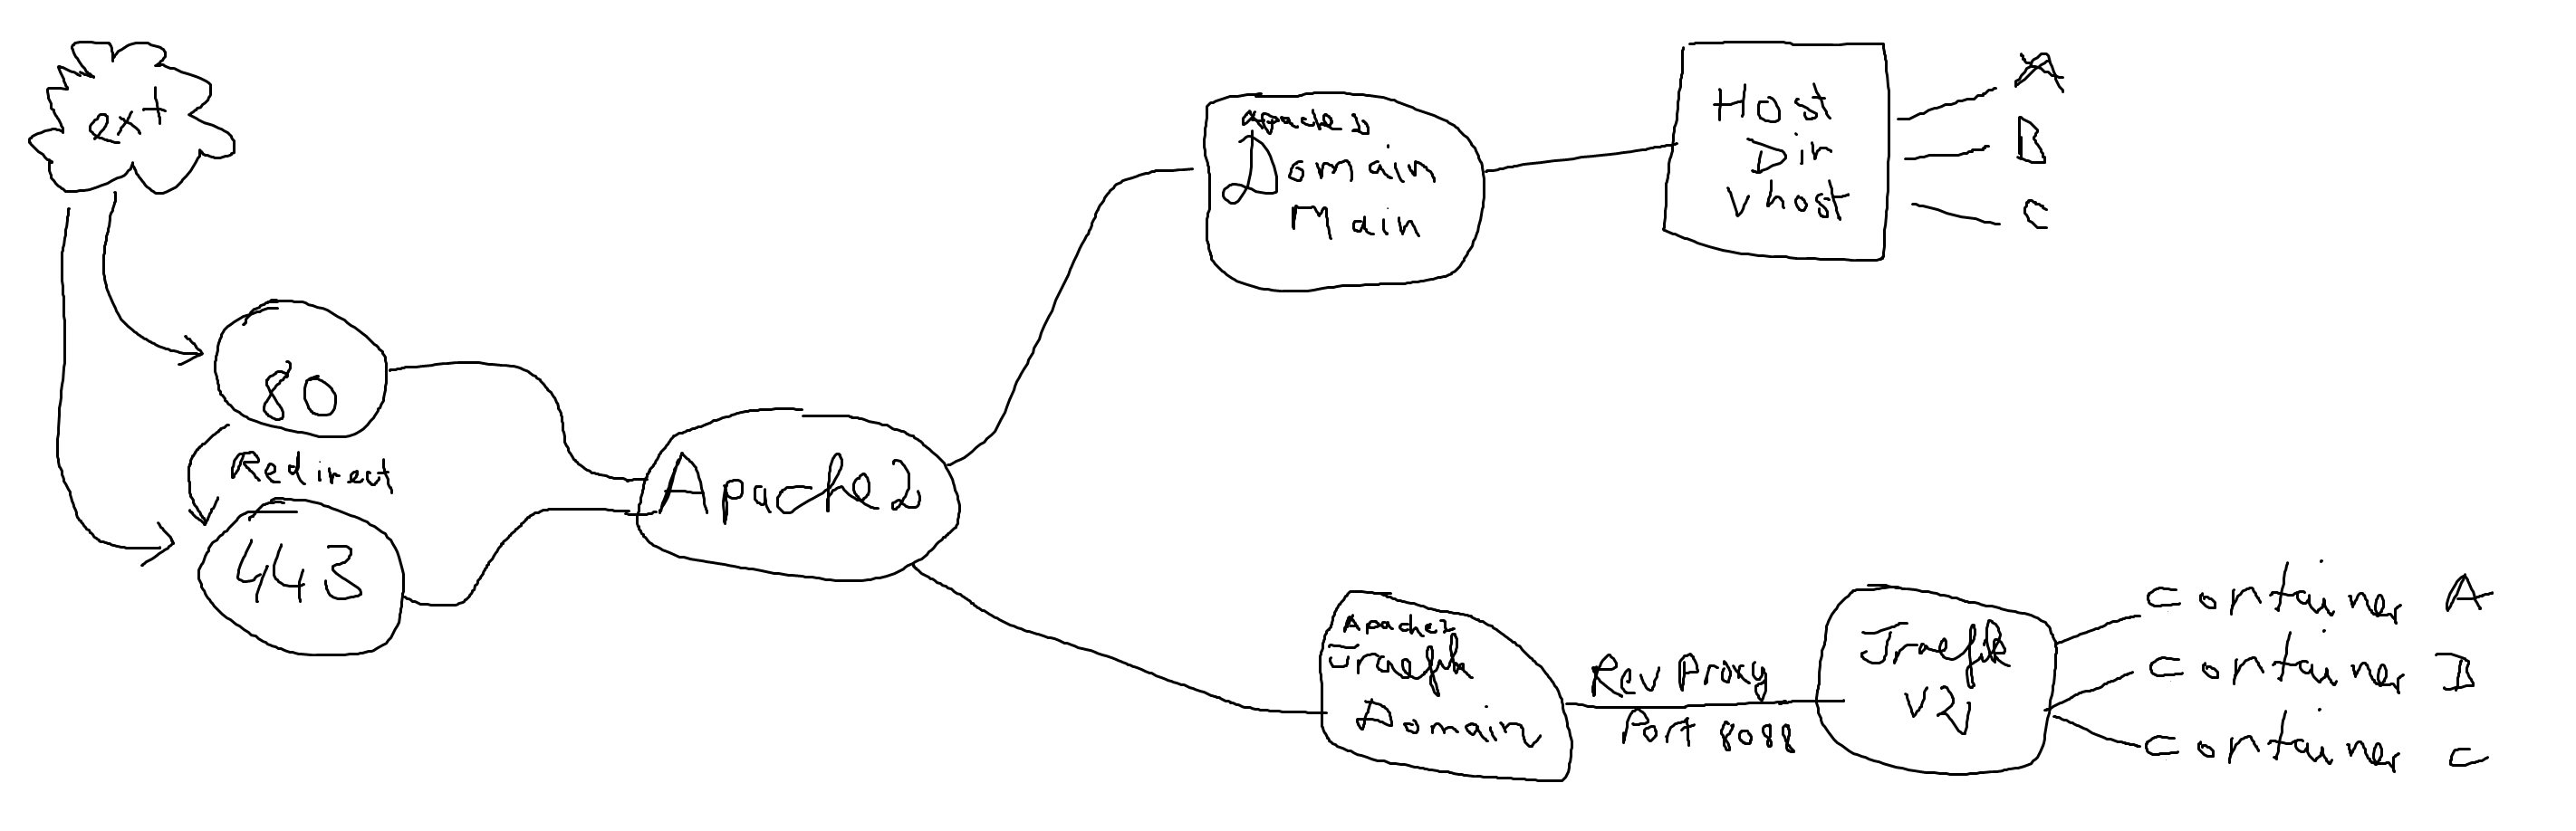 ext
80
Redirect
443
Apache2
apache2
Domain
Main
Host
Dir
Vhost
A
B
C
Apache2
Traefik
Domain
Rev Proxy
Port 8088
Traefik
V2
Container A
Container B
Container C